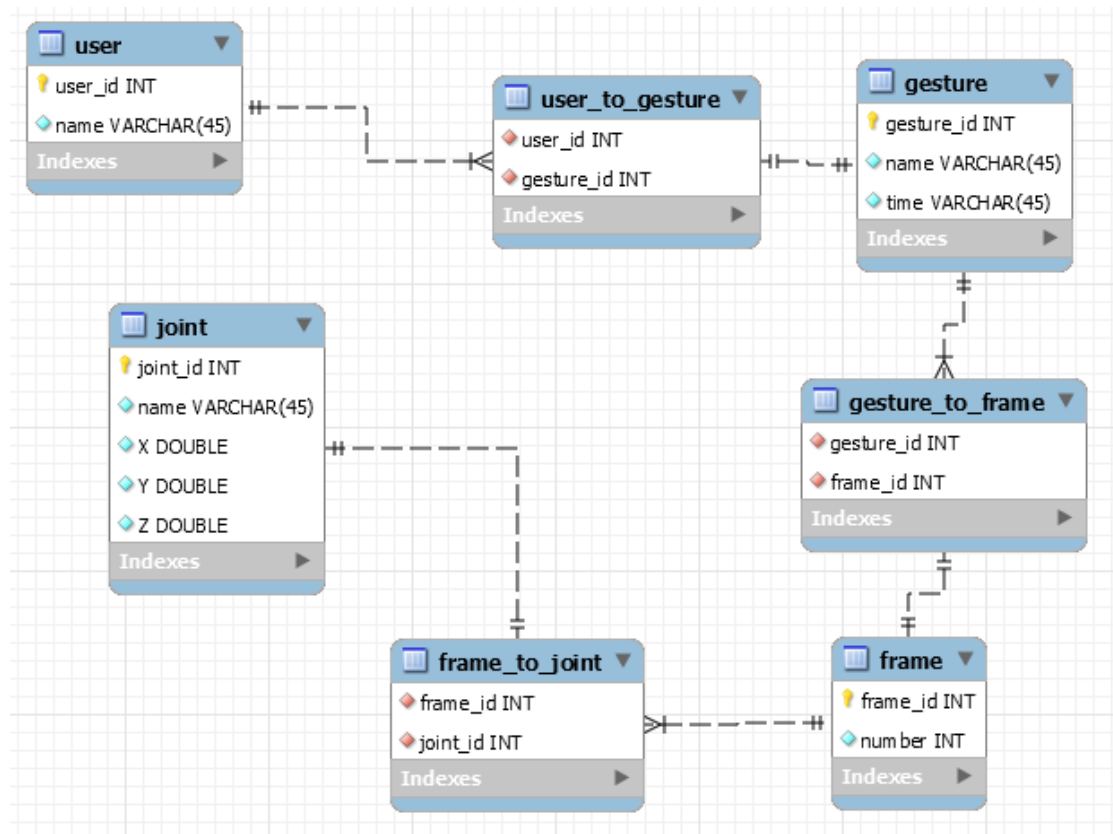 user
user_id INT
name VARCHAR(45)
Indexes
user_to_gesture
user_id INT
gesture_id INT
Indexes
gesture
gesture_id INT
name VARCHAR(45)
time VARCHAR(45)
Indexes
joint
joint_id INT
name VARCHAR(45)
X DOUBLE
Y DOUBLE
Z DOUBLE
Indexes
gesture_to_frame
gesture_id INT
frame_id INT
Indexes
frame_to_joint
frame_id INT
joint_id INT
Indexes
frame
frame_id INT
number INT
Indexes